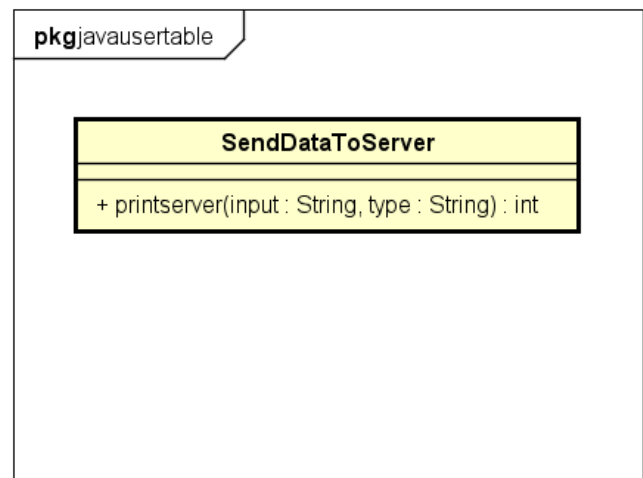 pkgjavausertable
SendDataToServer
+ printserver(input : String, type : String) : int